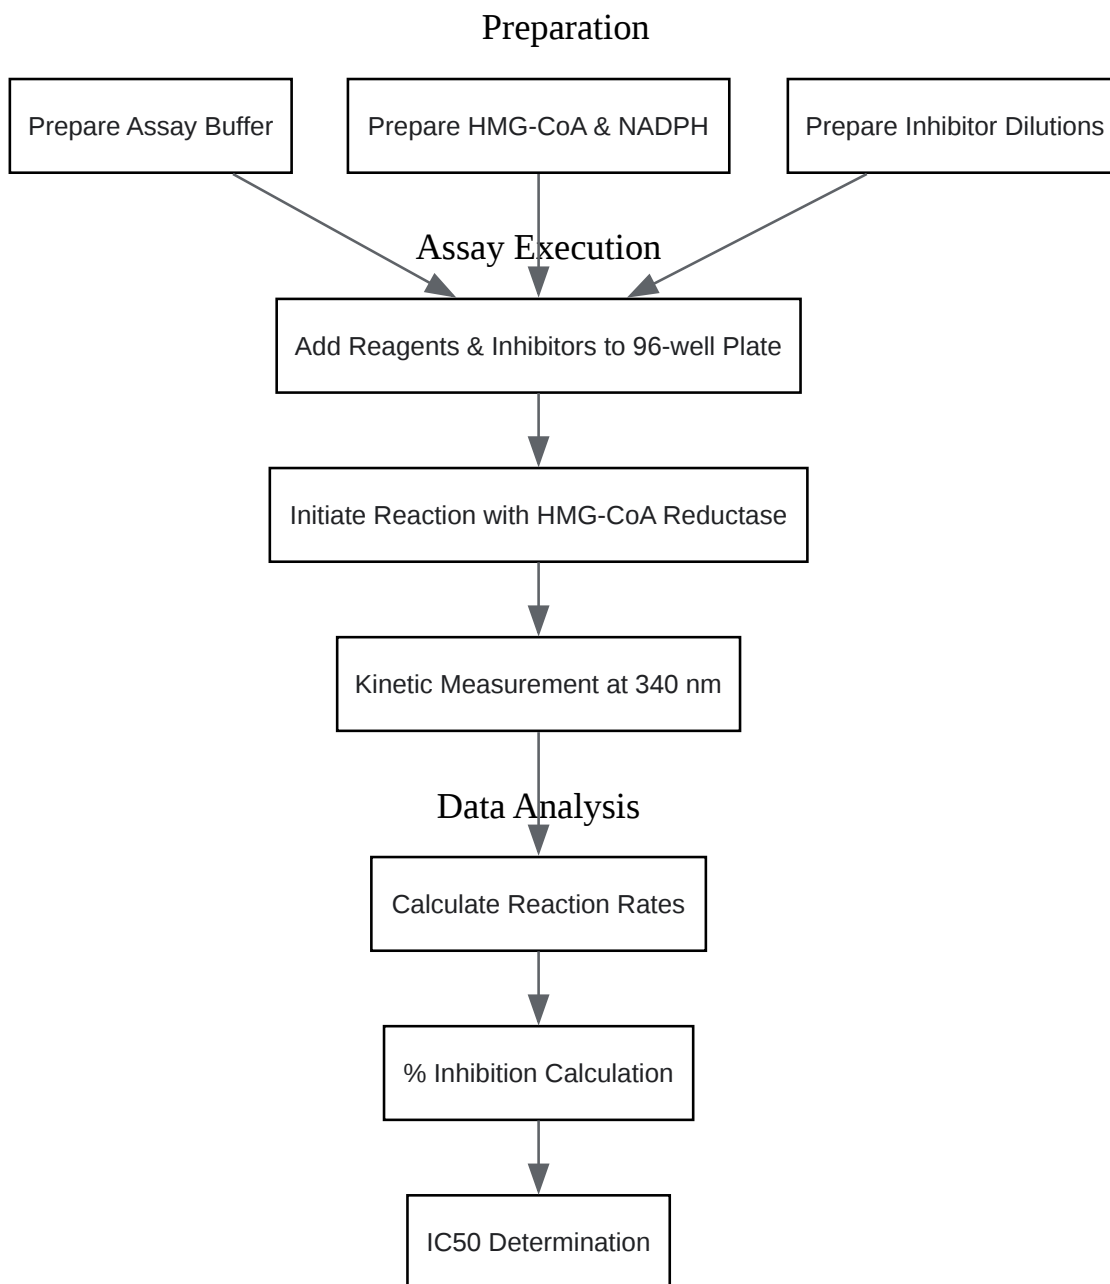 Preparation
Prepare Assay Buffer
Prepare HMG-CoA & NADPH
Prepare Inhibitor Dilutions
Assay Execution
Add Reagents & Inhibitors to 96-well Plate
Initiate Reaction with HMG-CoA Reductase
Kinetic Measurement at 340 nm
Data Analysis
Calculate Reaction Rates
% Inhibition Calculation
IC50 Determination